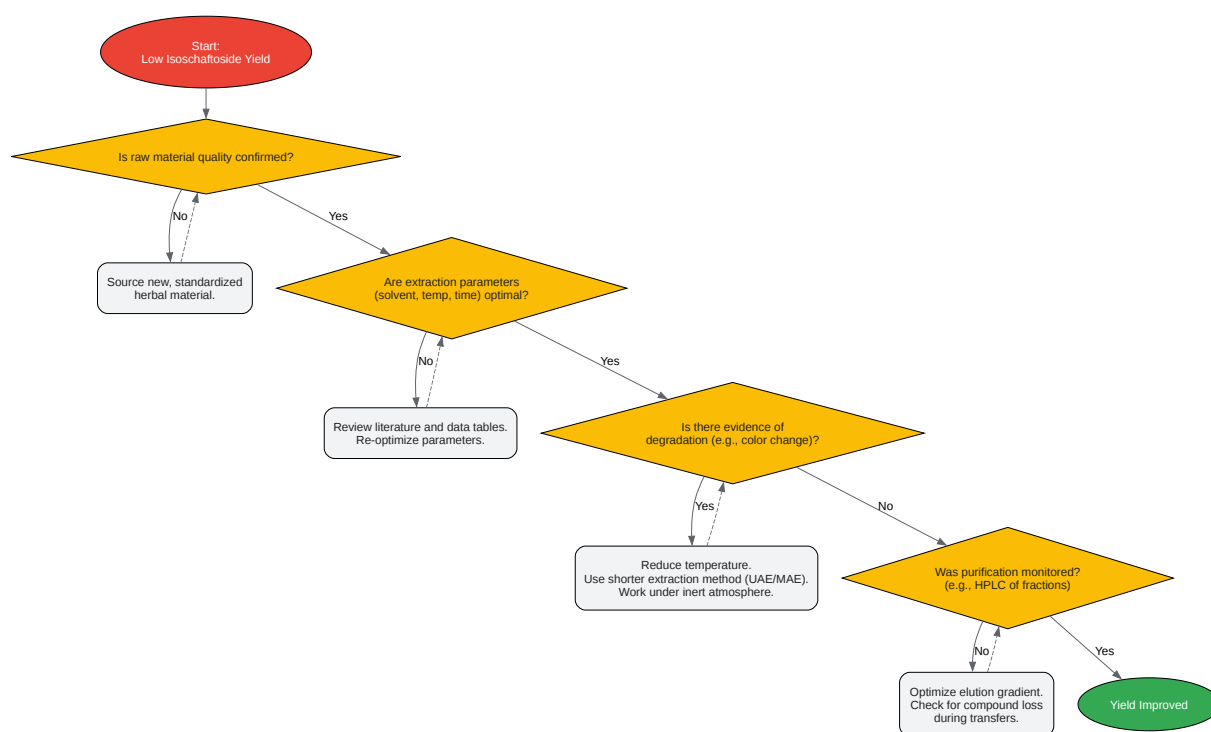 Start:
Low Isoschaftoside Yield
Is raw material quality confirmed?
No
Yes
Source new, standardized
herbal material.
Are extraction parameters
(solvent, temp, time) optimal?
No
Yes
Review literature and data tables.
Re-optimize parameters.
Is there evidence of
degradation (e.g., color change)?
Yes
No
Reduce temperature.
Use shorter extraction method (UAE/MAE).
Work under inert atmosphere.
Was purification monitored?
(e.g., HPLC of fractions)
No
Yes
Optimize elution gradient.
Check for compound loss
during transfers.
Yield Improved